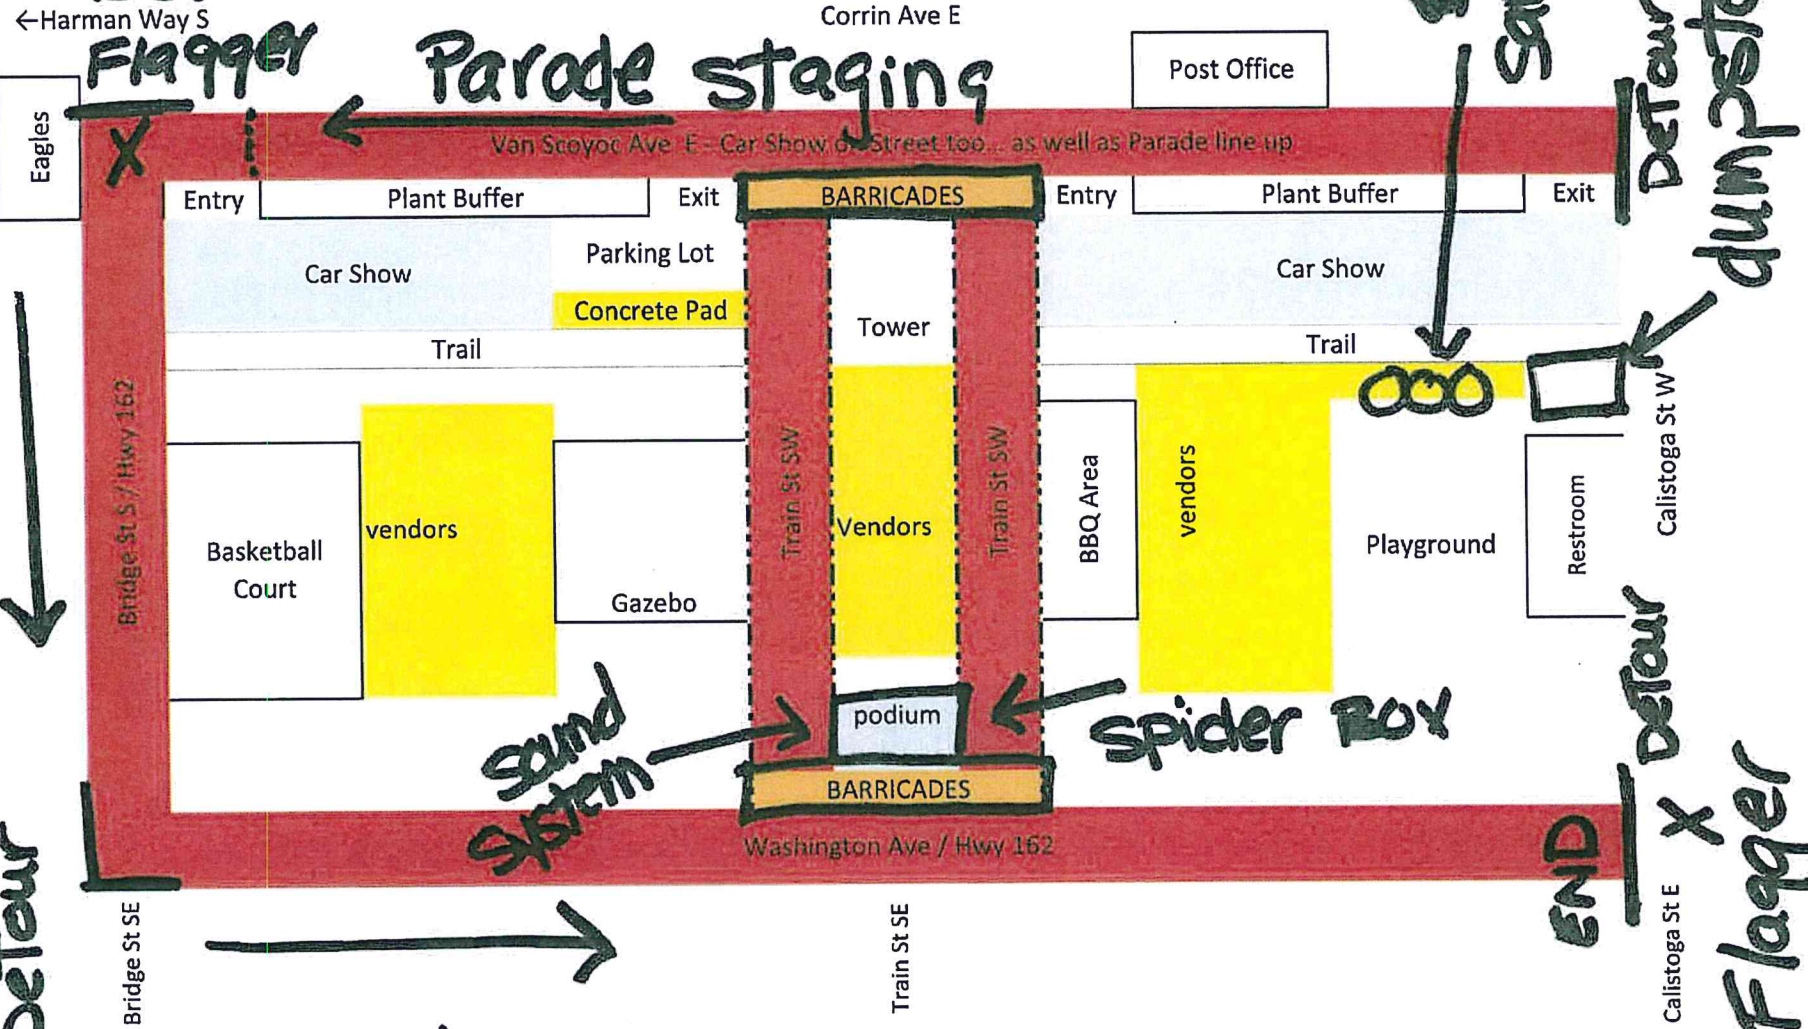 ←Harman Way S
Corrin Ave E
Flagger
Parade staging
Post Office
DETour
dumpste
Eagles
X
Van Scoyoc Ave E - Car Show on Street too... as well as Parade line up
Entry
Plant Buffer
Exit
BARRICADES
Entry
Plant Buffer
Exit
Car Show
Parking Lot
Concrete Pad
Tower
Car Show
Trail
Trail
Bridge St S/ Hwy 162
Basketball
Court
vendors
Gazebo
Train St SW
Vendors
Train St SW
BBQ Area
vendors
Playground
Restroom
Calistoga St W
Sound
System
podium
Spider Box
DeTour
BARRICADES
Washington Ave / Hwy 162
END
X
Flagger
DeTour
Bridge St SE
Train St SE
Calistoga St E